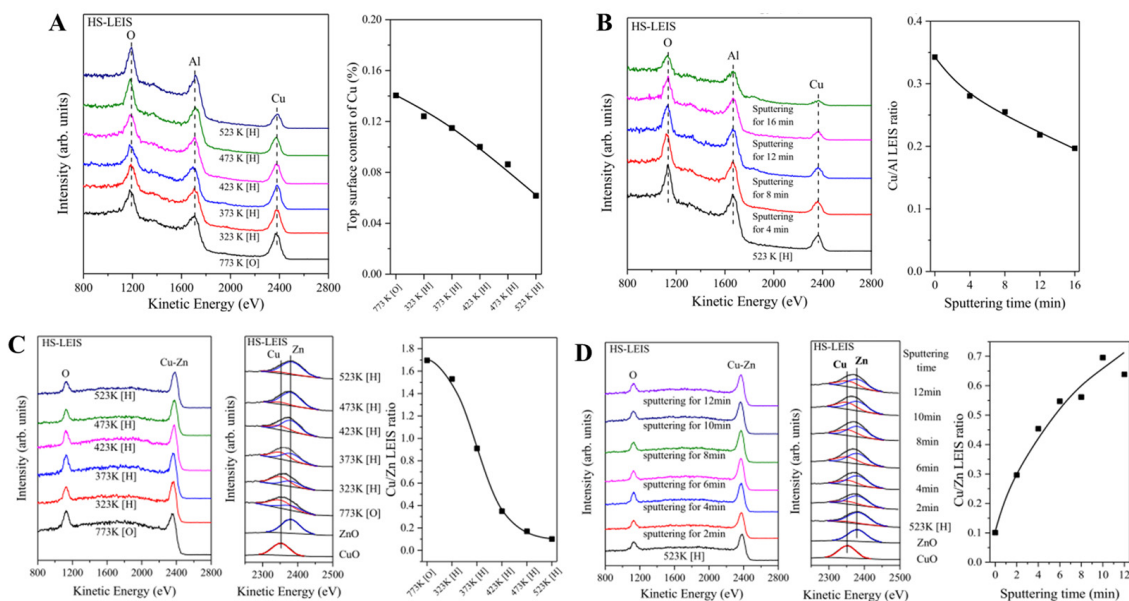 A
HS-LEIS
O
Al
Cu
523 K [H]
473 K [H]
423 K [H]
373 K [H]
323 K [H]
773 K [O]
Intensity (arb. units)
800 1200 1600 2000 2400 2800
Kinetic Energy (eV)
Top surface content of Cu (%)
0.20
0.16
0.12
0.08
0.04
0.00
773 K [O]
323 K [H]
373 K [H]
423 K [H]
473 K [H]
523 K [H]
B
HS-LEIS
O
Al
Cu
Sputtering
for 16 min
Sputtering
for 12 min
Sputtering
for 8 min
Sputtering
for 4 min
523 K [H]
Intensity (arb. units)
800 1200 1600 2000 2400 2800
Kinetic Energy (eV)
Cu/Al LEIS ratio
0.4
0.3
0.2
0.1
0.0
0 4 8 12 16
Sputtering time (min)
C
HS-LEIS
O
Cu-Zn
523K [H]
473K [H]
423K [H]
373K [H]
323K [H]
773K [O]
Intensity (arb. units)
800 1200 1600 2000 2400 2800
Kinetic Energy (eV)
HS-LEIS
Cu
Zn
523K [H]
473K [H]
423K [H]
373K [H]
323K [H]
773K [O]
ZnO
CuO
Intensity (arb. units)
2300 2400 2500
Kinetic Energy (eV)
Cu/Zn LEIS ratio
1.8
1.6
1.4
1.2
1.0
0.8
0.6
0.4
0.2
0.0
773K [O]
323K [H]
373K [H]
423K [H]
473K [H]
523K [H]
D
HS-LEIS
O
Cu-Zn
sputtering for 12min
sputtering for 10min
sputtering for 8min
sputtering for 6min
sputtering for 4min
sputtering for 2min
523K [H]
Intensity (arb. units)
800 1200 1600 2000 2400 2800
Kinetic Energy (eV)
HS-LEIS
Cu
Zn
Sputtering
time
12min
10min
8min
6min
4min
2min
523K [H]
ZnO
CuO
Intensity (arb. units)
2300 2400 2500
Kinetic Energy (eV)
Cu/Zn LEIS ratio
0.7
0.6
0.5
0.4
0.3
0.2
0.1
0.0
0 2 4 6 8 10 12
Sputtering time (min)